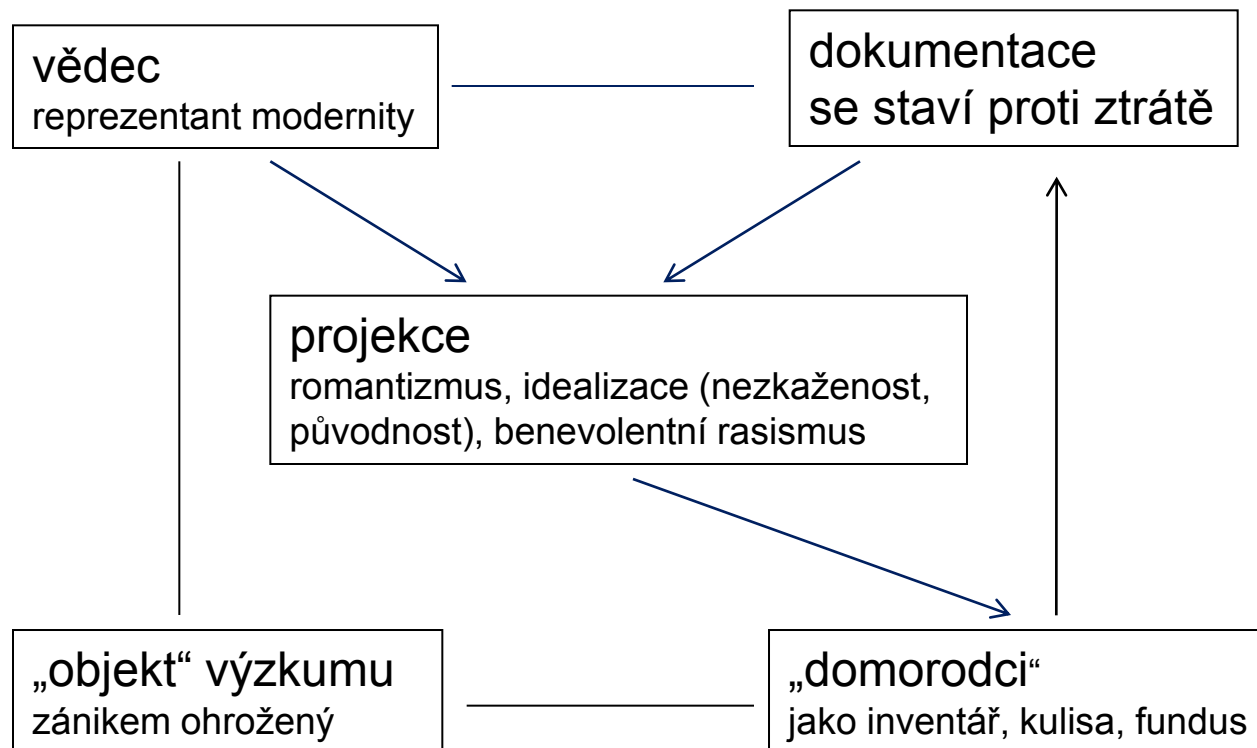 vědec
reprezentant modernity
dokumentace
se staví proti ztrátě
projekce
romantizmus, idealizace (nezkaženost,
původnost), benevolentní rasismus
„objekt“ výzkumu
zánikem ohrožený
„domorodci“
jako inventář, kulisa, fundus